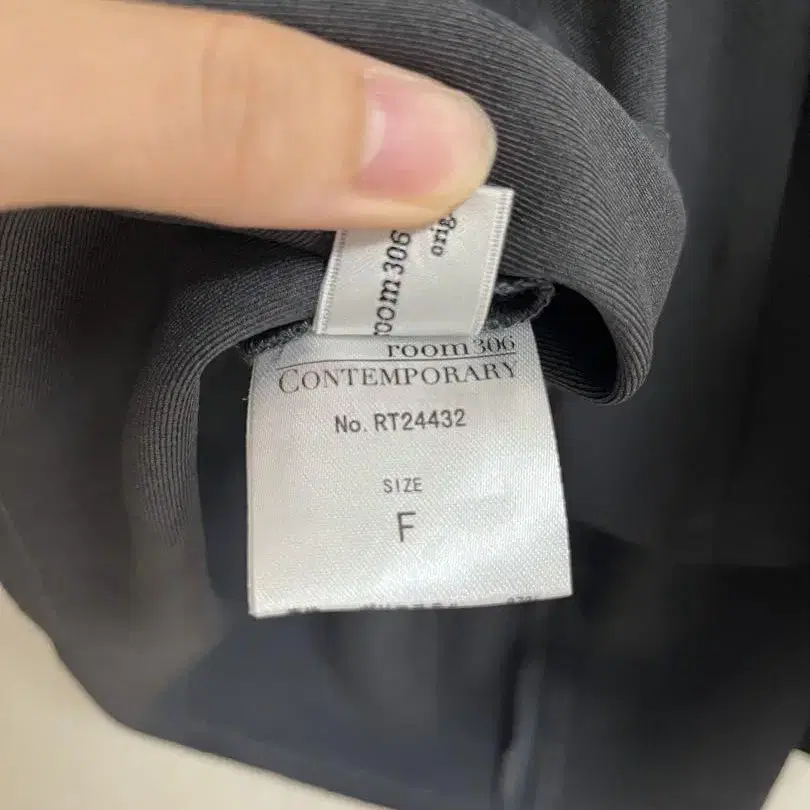 room306
orig
room306
CONTEMPORARY
No. RT24432
SIZE
F